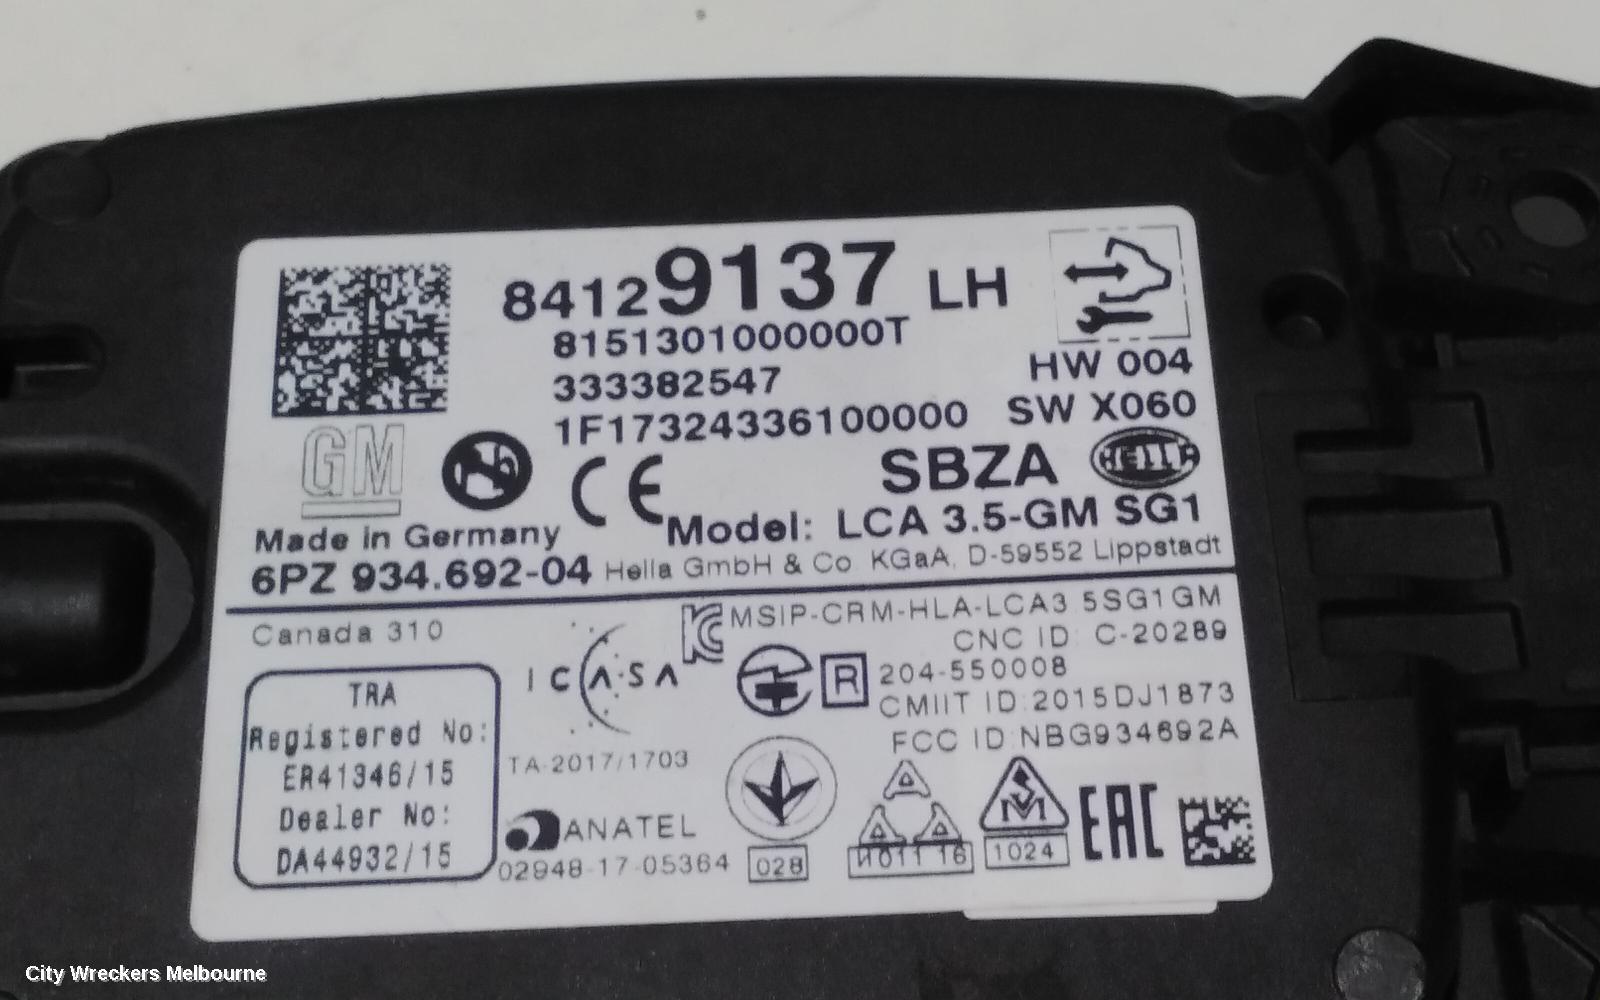 84129137 LH
8151301000000T
333382547
HW 004
1F17324336100000
SW X060
GM
CE
SBZA
HELLA
Made in Germany
Model: LCA 3.5-GM SG1
6PZ 934.692-04 Hella GmbH & Co. KGaA, D-59552 Lippstadt
Canada 310
MSIP-CRM-HLA-LCA3.5SG1GM
CNC ID: C-20289
ICASA
R 204-550008
CMIIT ID:2015DJ1873
FCC ID:NBG934692A
TRA
Registered No:
ER41346/15
Dealer No:
DA44932/15
TA-2017/1703
ANATEL
02948-17-05364
028
И011 16
1024
EAC
City Wreckers Melbourne